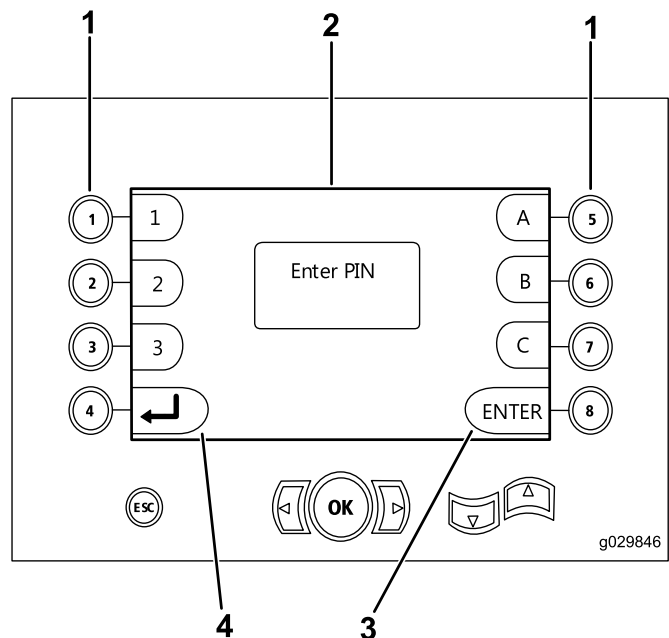 1 2 1
1 1 A 5
2 Enter PIN 2 B 6
3 3 C 7
4 ENTER 8
ESC OK
g029846
4 3